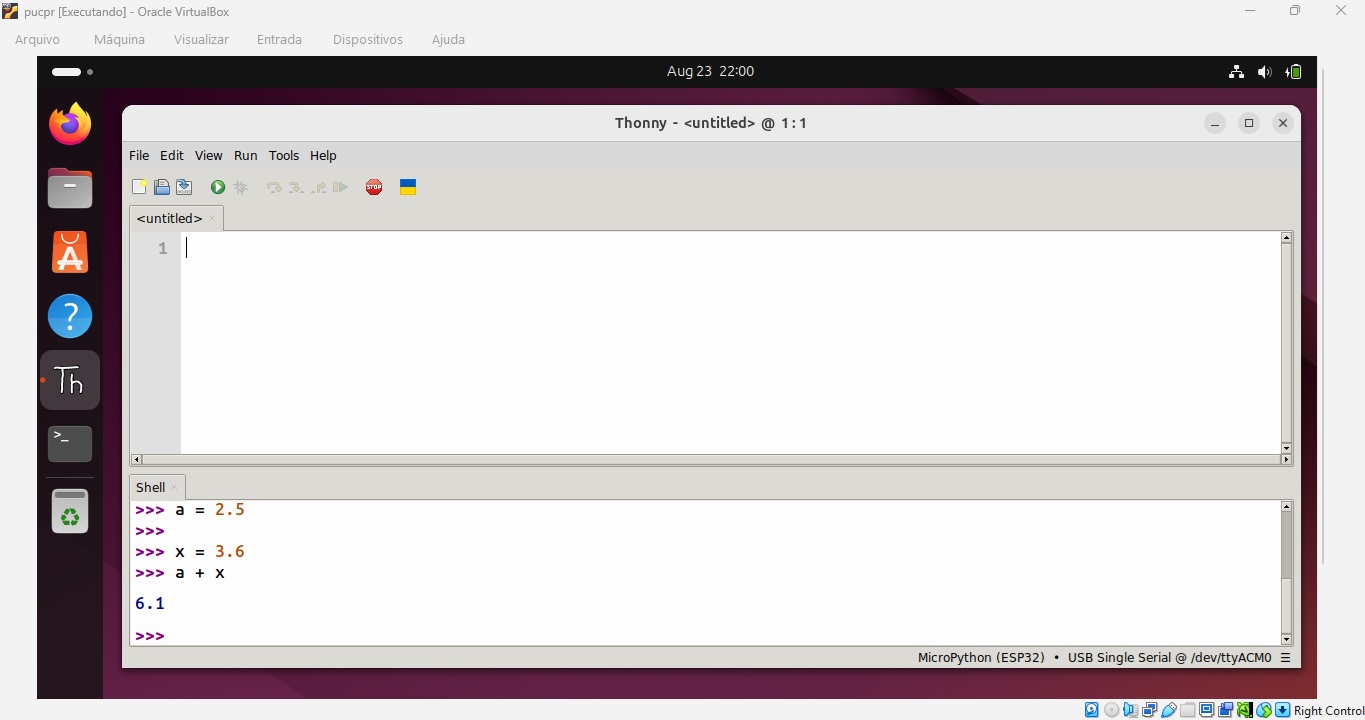 pucpr [Executando] - Oracle VirtualBox
Arquivo Máquina Visualizar Entrada Dispositivos Ajuda
Aug 23 22:00
Thonny - <untitled> @ 1:1
File Edit View Run Tools Help
STOP
<untitled>
1
Th
Shell
>>> a = 2.5
>>>
>>> x = 3.6
>>> a + x
6.1
>>>
MicroPython (ESP32) • USB Single Serial @ /dev/ttyACM0 ☰
Right Control